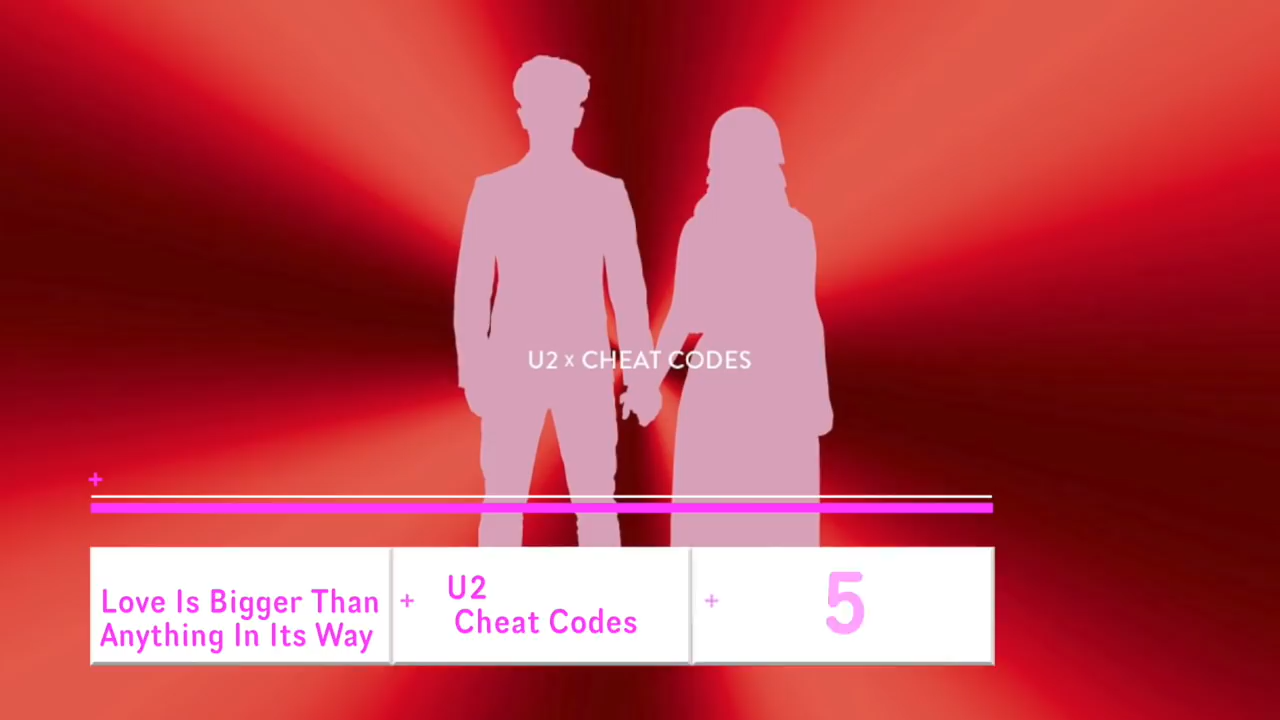 U2 x CHEAT CODES
+
Love Is Bigger Than
Anything In Its Way
+
U2
Cheat Codes
+
5